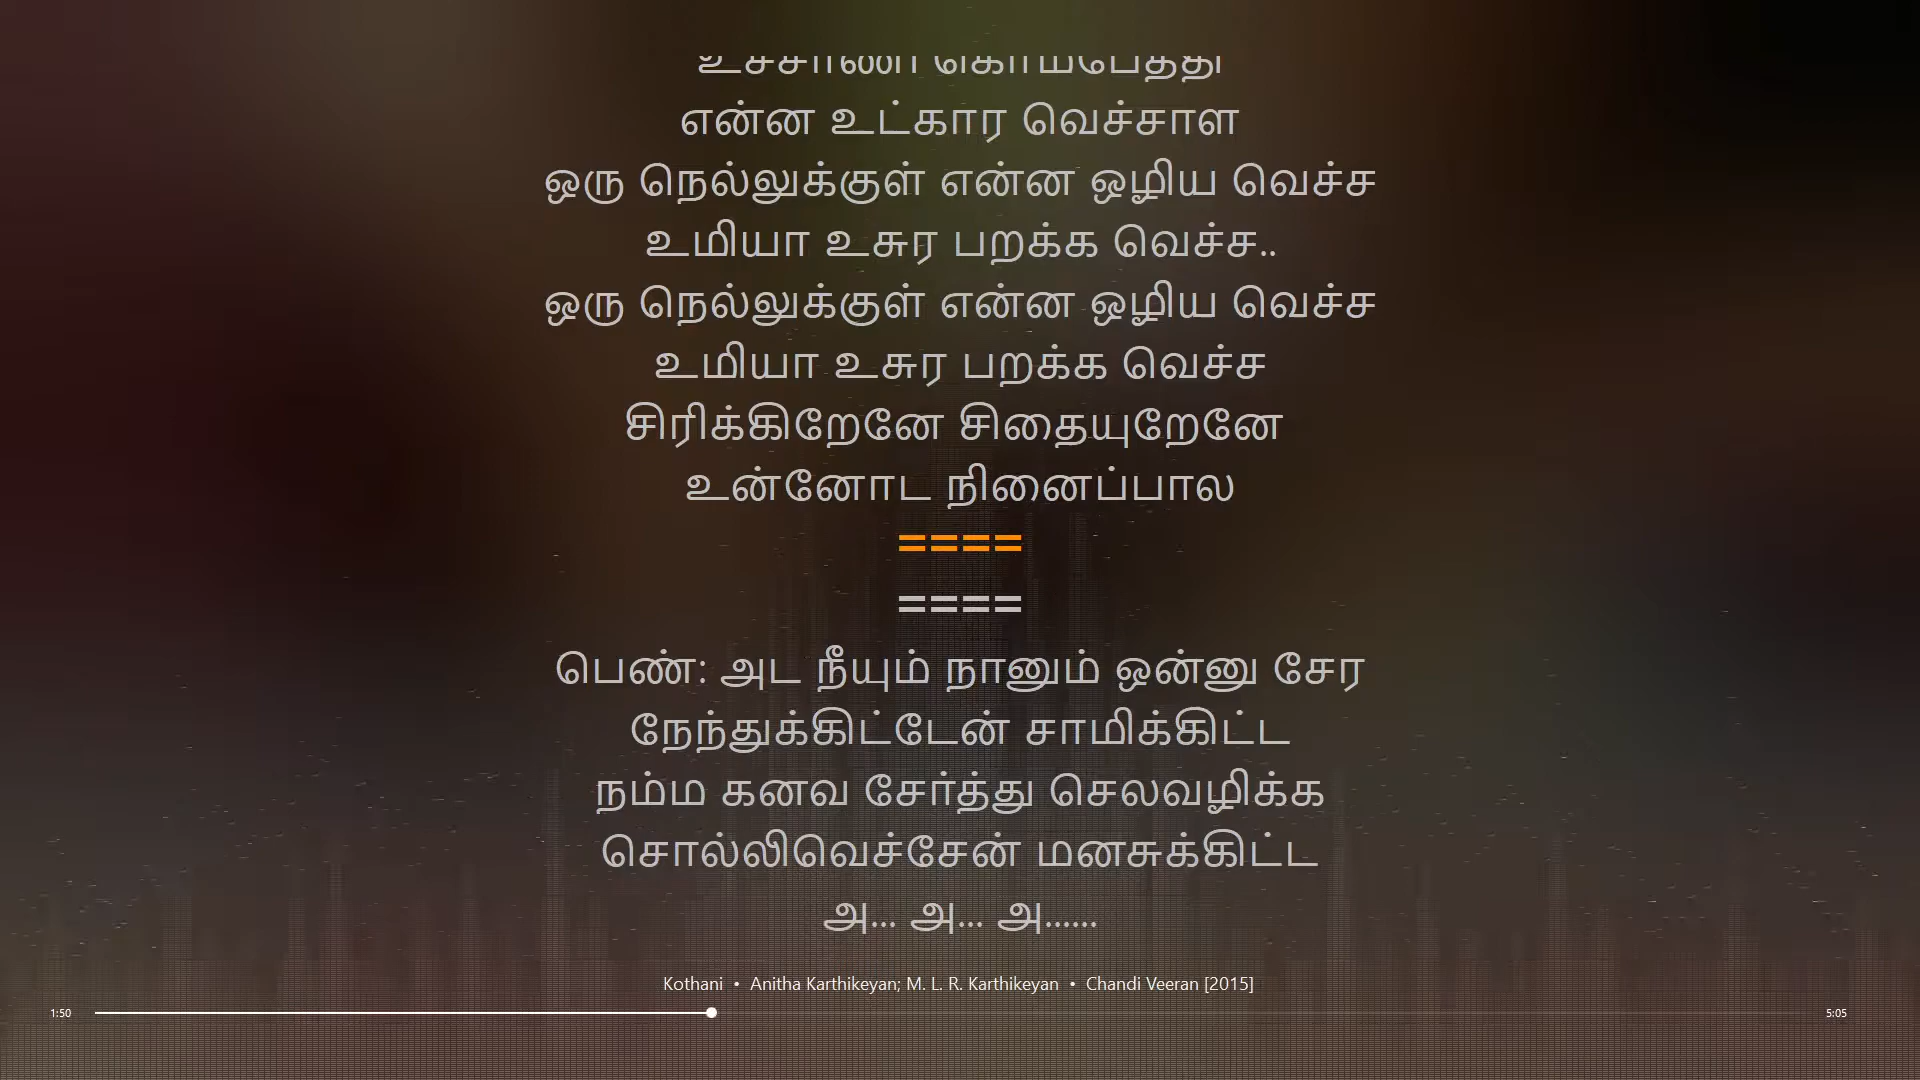 என்ன உட்கார வெச்சாள
ஒரு நெல்லுக்குள் என்ன ஒழிய வெச்ச
உமியா உசுர பறக்க வெச்ச..
ஒரு நெல்லுக்குள் என்ன ஒழிய வெச்ச
உமியா உசுர பறக்க வெச்ச
சிரிக்கிறேனே சிதையுறேனே
உன்னோட நினைப்பால
====
====
பெண்: அட நீயும் நானும் ஒன்னு சேர
நேந்துக்கிட்டேன் சாமிக்கிட்ட
நம்ம கனவ சேர்த்து செலவழிக்க
சொல்லிவெச்சேன் மனசுக்கிட்ட
அ... அ... அ......
Kothani • Anitha Karthikeyan; M. L. R. Karthikeyan • Chandi Veeran [2015]
1:50
5:05